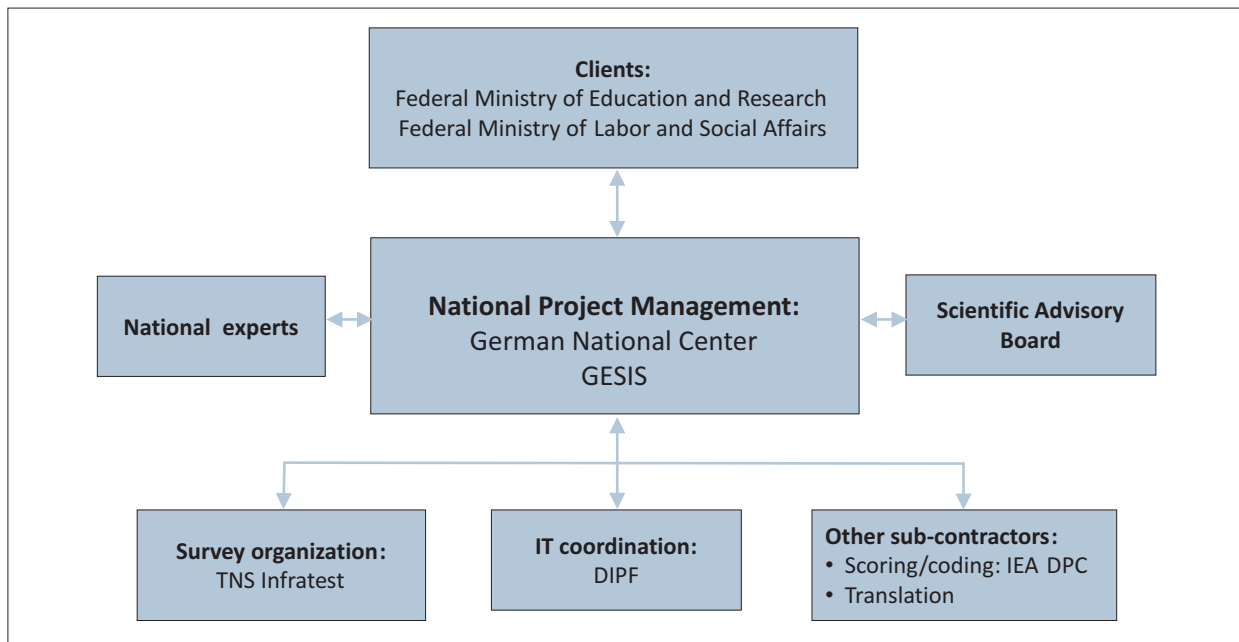 Clients:
Federal Ministry of Education and Research
Federal Ministry of Labor and Social Affairs
National experts
National Project Management:
German National Center
GESIS
Scientific Advisory
Board
Survey organization:
TNS Infratest
IT coordination:
DIPF
Other sub-contractors:
• Scoring/coding: IEA DPC
• Translation